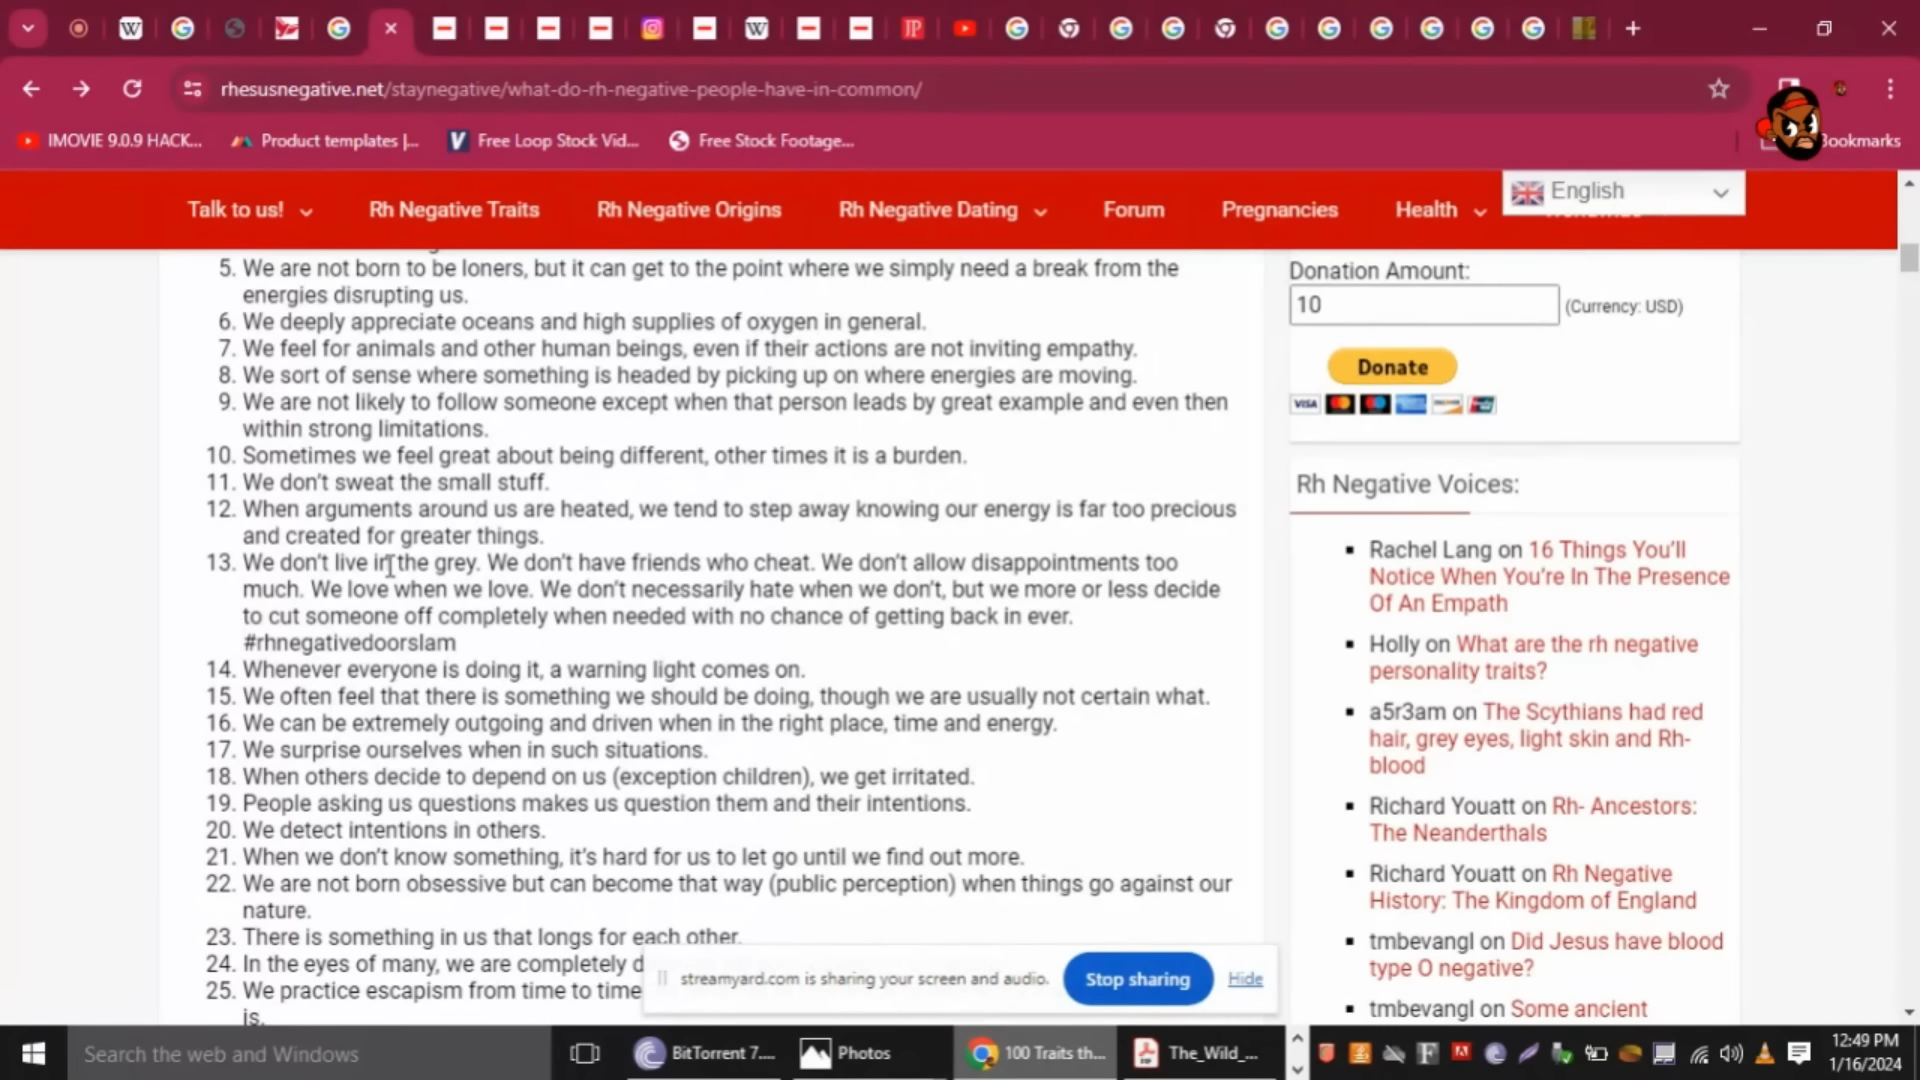 rhesusnegative.net/staynegative/what-do-rh-negative-people-have-in-common/
IMOVIE 9.0.9 HACK...
Product templates |...
Free Loop Stock Vid...
Free Stock Footage...
Bookmarks
Talk to us!
Rh Negative Traits
Rh Negative Origins
Rh Negative Dating
Forum
Pregnancies
Health
English
5. We are not born to be loners, but it can get to the point where we simply need a break from the
energies disrupting us.
6. We deeply appreciate oceans and high supplies of oxygen in general.
7. We feel for animals and other human beings, even if their actions are not inviting empathy.
8. We sort of sense where something is headed by picking up on where energies are moving.
9. We are not likely to follow someone except when that person leads by great example and even then
within strong limitations.
10. Sometimes we feel great about being different, other times it is a burden.
11. We don't sweat the small stuff.
12. When arguments around us are heated, we tend to step away knowing our energy is far too precious
and created for greater things.
13. We don't live in the grey. We don't have friends who cheat. We don't allow disappointments too
much. We love when we love. We don't necessarily hate when we don't, but we more or less decide
to cut someone off completely when needed with no chance of getting back in ever.
#rhnegativedoorslam
14. Whenever everyone is doing it, a warning light comes on.
15. We often feel that there is something we should be doing, though we are usually not certain what.
16. We can be extremely outgoing and driven when in the right place, time and energy.
17. We surprise ourselves when in such situations.
18. When others decide to depend on us (exception children), we get irritated.
19. People asking us questions makes us question them and their intentions.
20. We detect intentions in others.
21. When we don't know something, it's hard for us to let go until we find out more.
22. We are not born obsessive but can become that way (public perception) when things go against our
nature.
23. There is something in us that longs for each other.
24. In the eyes of many, we are completely d
25. We practice escapism from time to time
is.
Donation Amount:
10
(Currency: USD)
Donate
VISA
Rh Negative Voices:
Rachel Lang on 16 Things You'll
Notice When You're In The Presence
Of An Empath
Holly on What are the rh negative
personality traits?
a5r3am on The Scythians had red
hair, grey eyes, light skin and Rh-
blood
Richard Youatt on Rh- Ancestors:
The Neanderthals
Richard Youatt on Rh Negative
History: The Kingdom of England
tmbevangl on Did Jesus have blood
type O negative?
tmbevangl on Some ancient
streamyard.com is sharing your screen and audio.
Stop sharing
Hide
Search the web and Windows
BitTorrent 7....
Photos
100 Traits th...
The_Wild_...
12:49 PM
1/16/2024